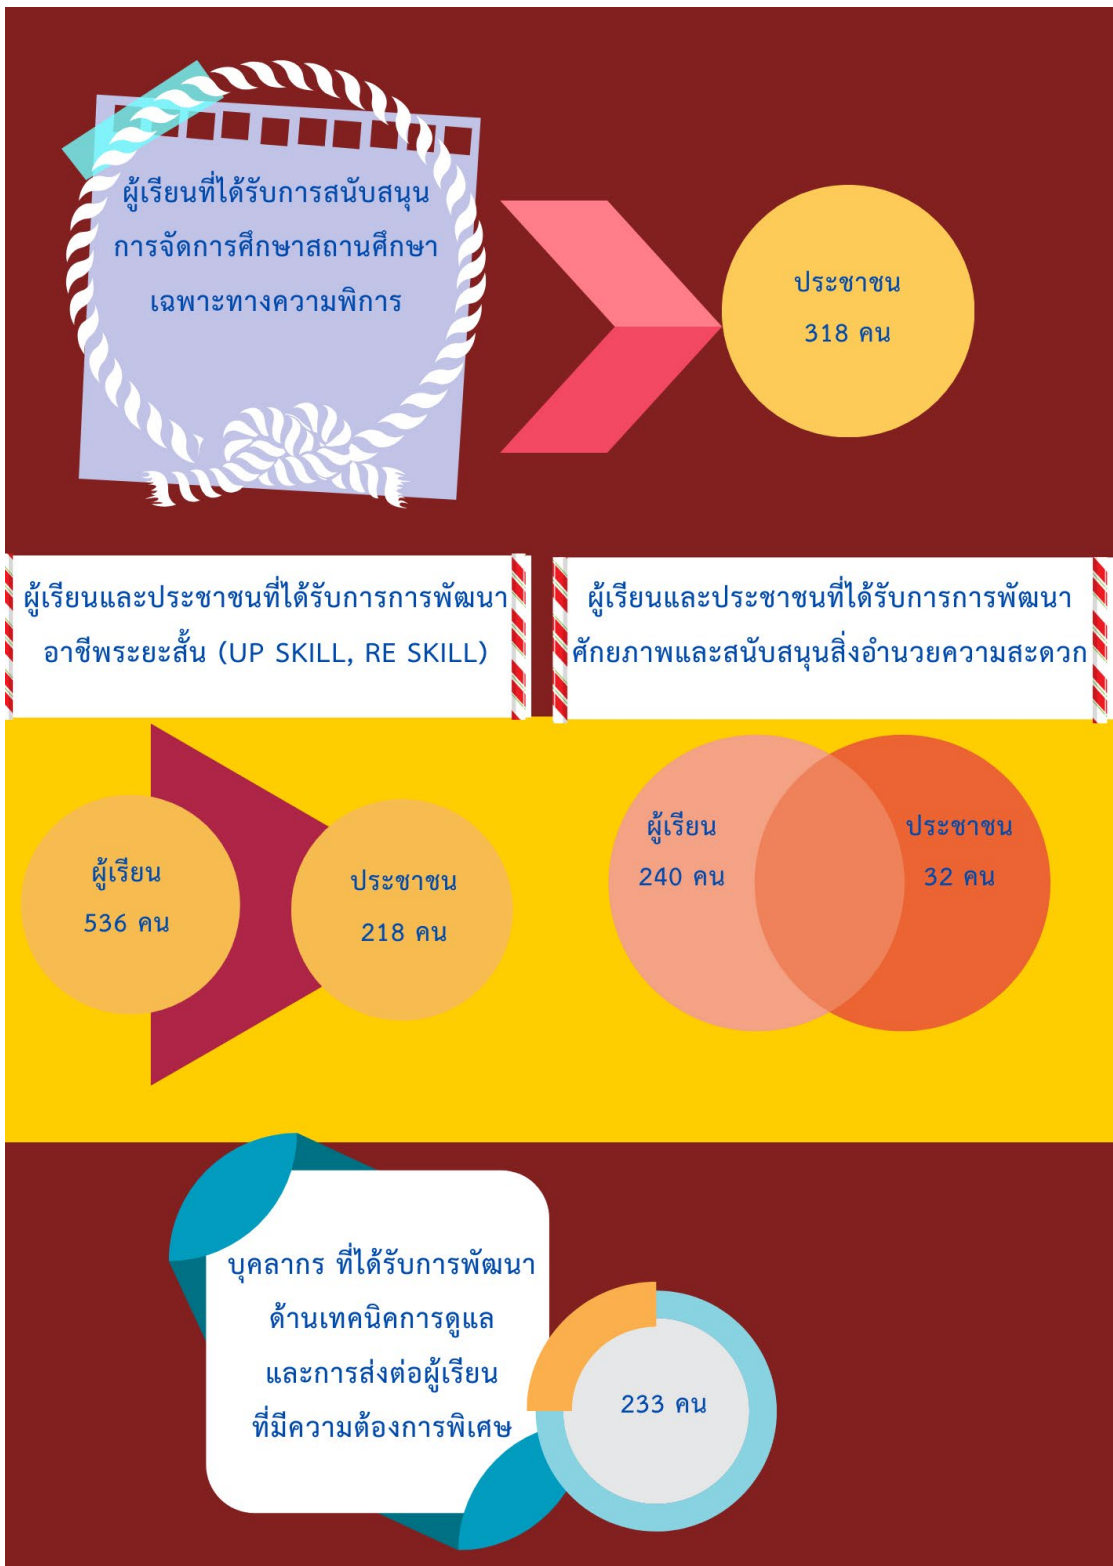 ผู้เรียนที่ได้รับการสนับสนุน
การจัดการศึกษาสถานศึกษา
เฉพาะทางความพิการ
ประชาชน
318 คน
ผู้เรียนและประชาชนที่ได้รับการการพัฒนา
อาชีพระยะสั้น (UP SKILL, RE SKILL)
ผู้เรียนและประชาชนที่ได้รับการการพัฒนา
ศักยภาพและสนับสนุนสิ่งอำนวยความสะดวก
ผู้เรียน
536 คน
ประชาชน
218 คน
ผู้เรียน
240 คน
ประชาชน
32 คน
บุคลากร ที่ได้รับการพัฒนา
ด้านเทคนิคการดูแล
และการส่งต่อผู้เรียน
ที่มีความต้องการพิเศษ
233 คน